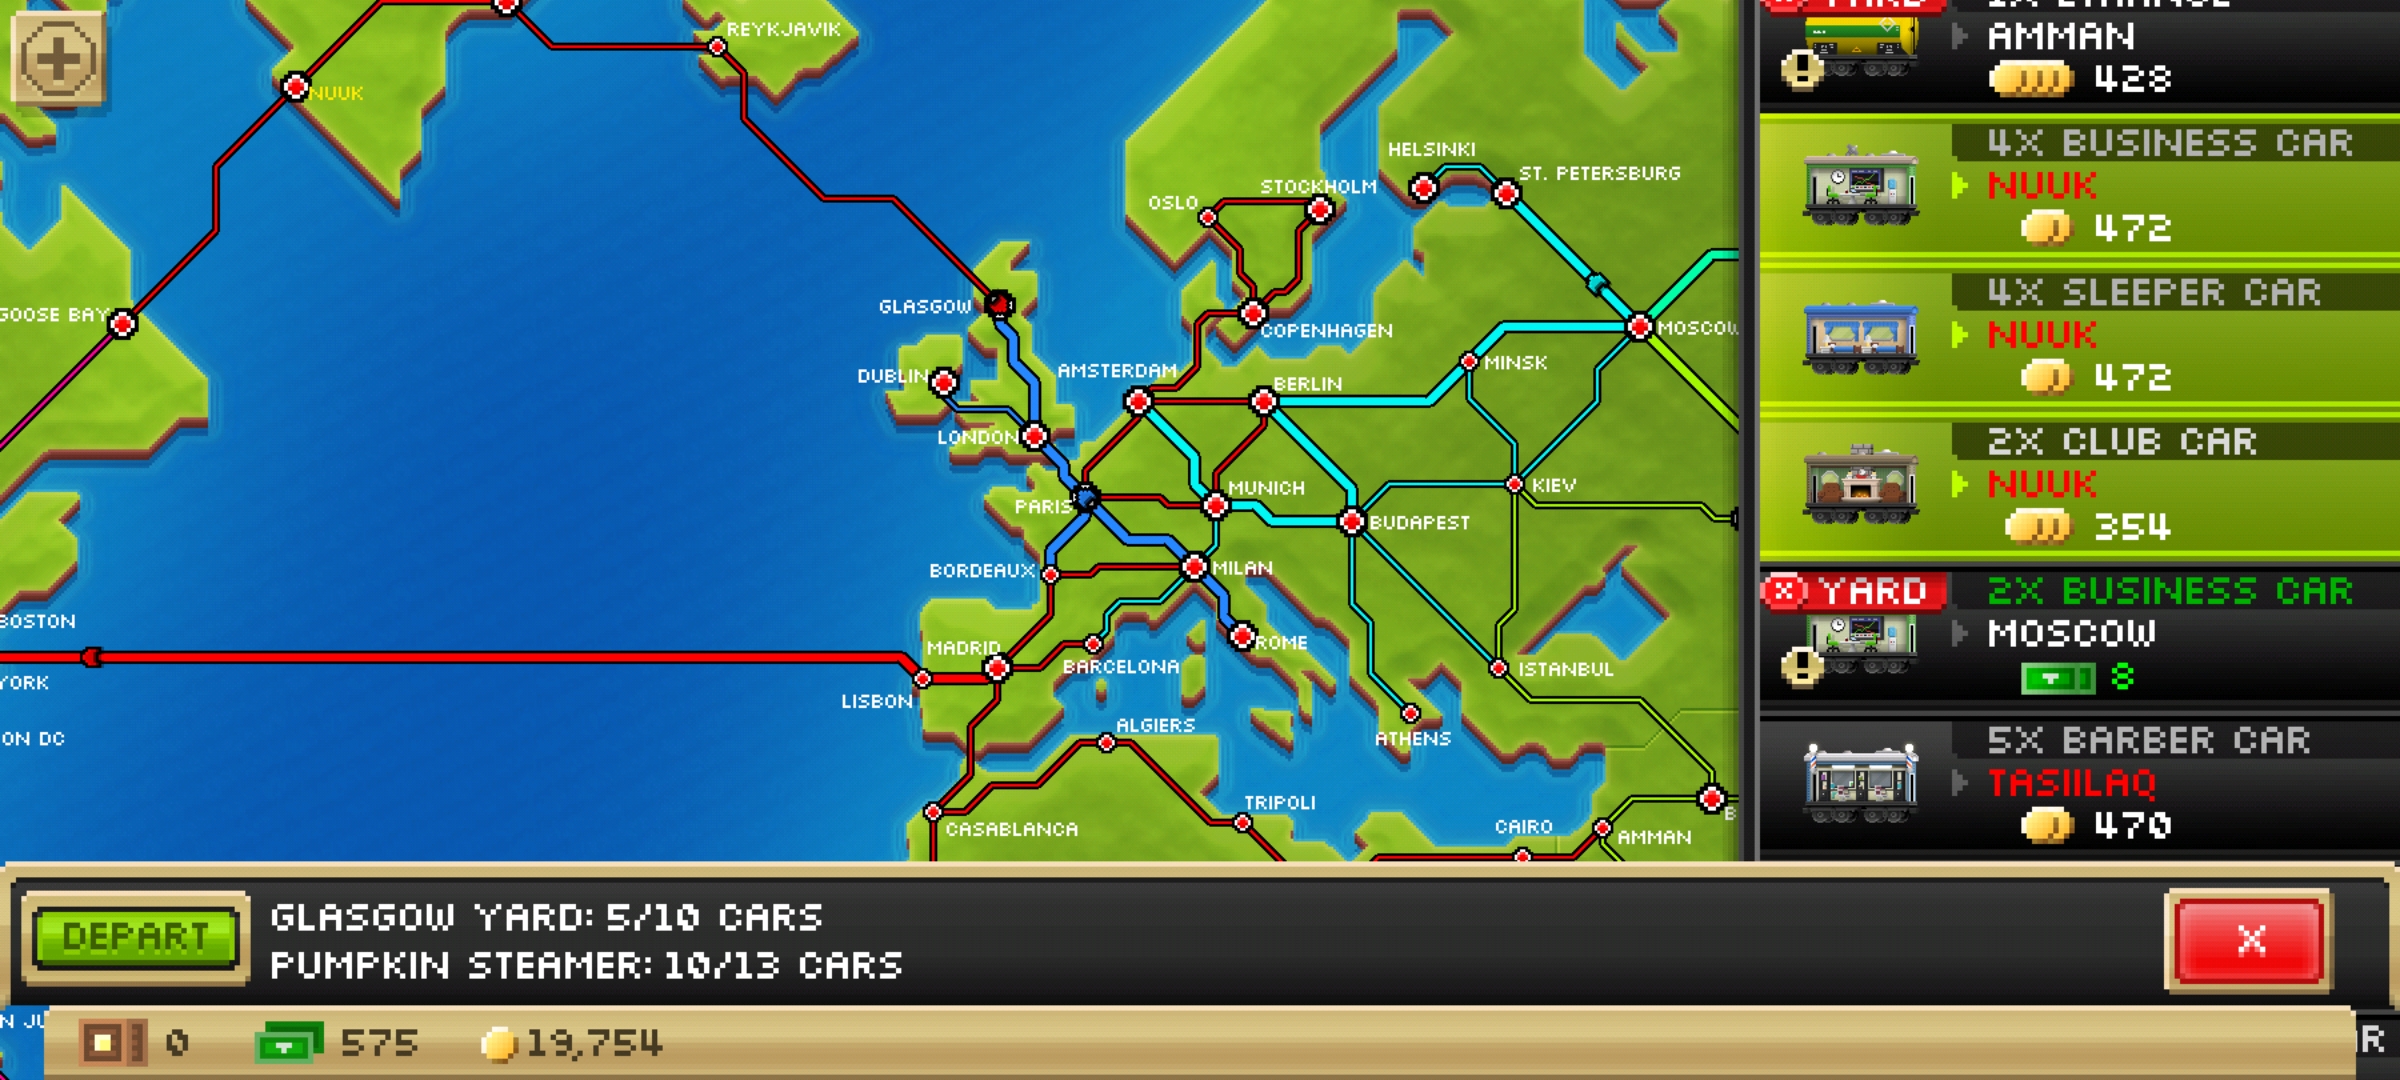 REYKJAVIK
NUUK
HELSINKI
ST. PETERSBURG
STOCKHOLM
OSLO
GLASGOW
GOOSE BAY
COPENHAGEN
MOSCOW
AMSTERDAM
DUBLIN
BERLIN
MINSK
LONDON
MUNICH
KIEV
PARIS
BUDAPEST
BORDEAUX
MILAN
BOSTON
ROME
MADRID
BARCELONA
ISTANBUL
YORK
LISBON
ALGIERS
ATHENS
ON DC
TRIPOLI
CASABLANCA
CAIRO
AMMAN
B
YARD
AMMAN
428
4X BUSINESS CAR
NUUK
472
4X SLEEPER CAR
NUUK
472
2X CLUB CAR
NUUK
354
X YARD 2X BUSINESS CAR
MOSCOW
8
5X BARBER CAR
TASIILAQ
470
DEPART
GLASGOW YARD: 5/10 CARS
PUMPKIN STEAMER: 10/13 CARS
X
0 575 19,754